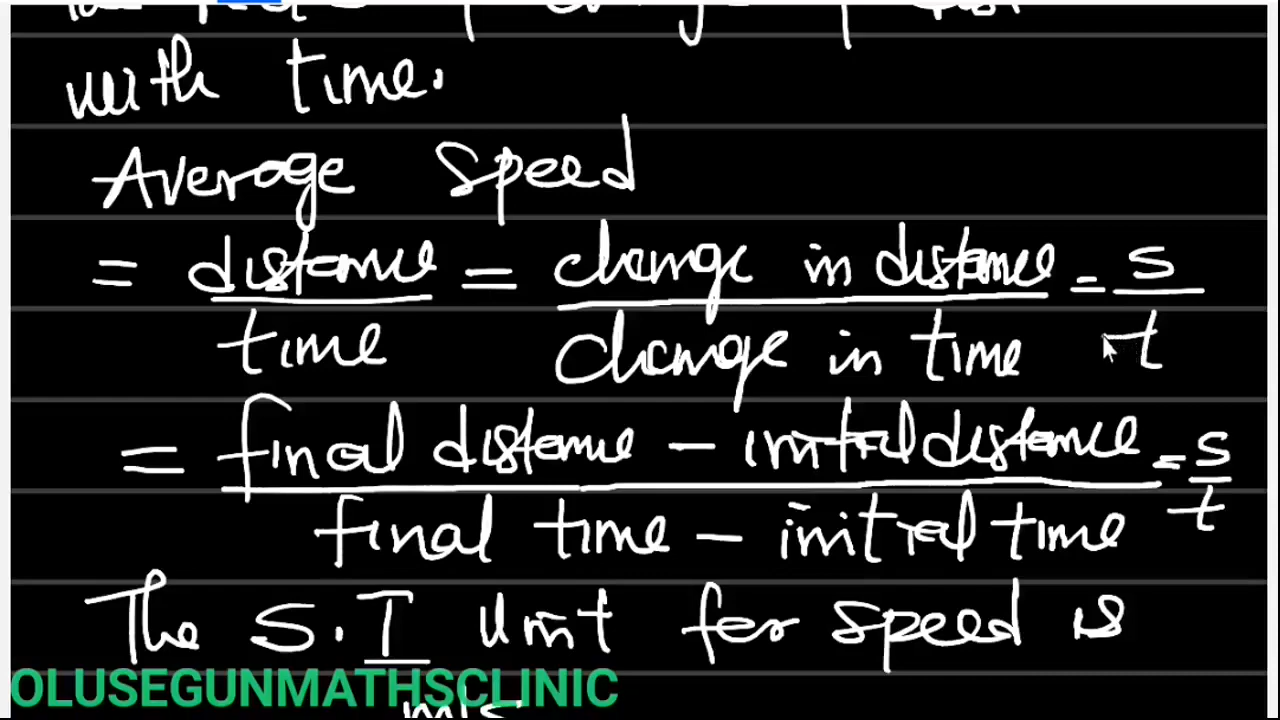 with time.
Average speed
= distance/time = change in distance/change in time = s/t
= final distance - initial distance/final time - initial time = s/t
The S.I unit for speed is
OLUSEGUNMATHSCLINIC
m/s